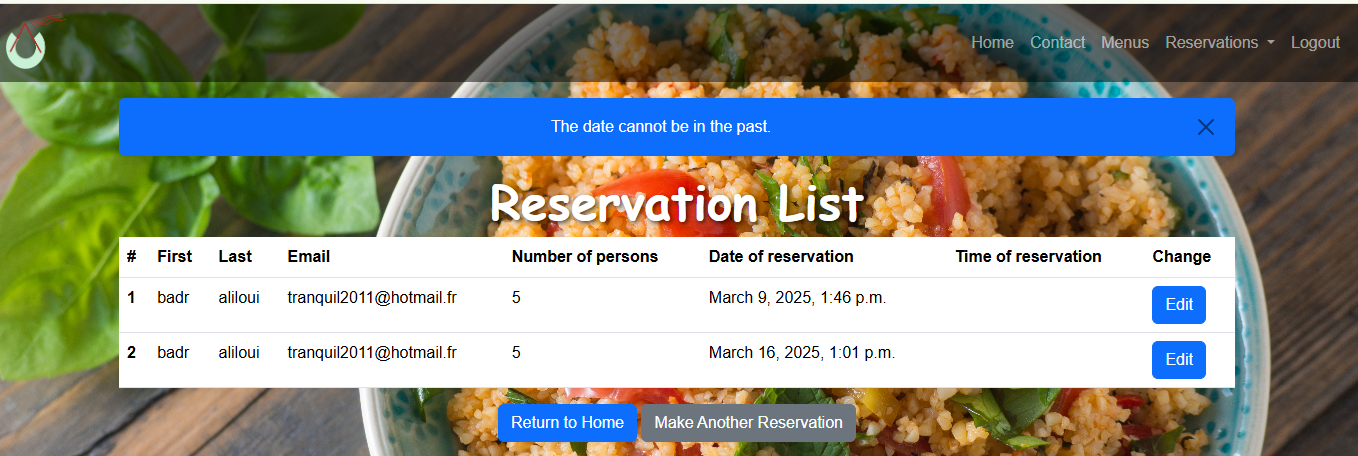 Home Contact Menus Reservations Logout
The date cannot be in the past.
Reservation List
# First Last Email Number of persons Date of reservation Time of reservation Change
1 badr aliloui tranquil2011@hotmail.fr 5 March 9, 2025, 1:46 p.m. Edit
2 badr aliloui tranquil2011@hotmail.fr 5 March 16, 2025, 1:01 p.m. Edit
Return to Home Make Another Reservation